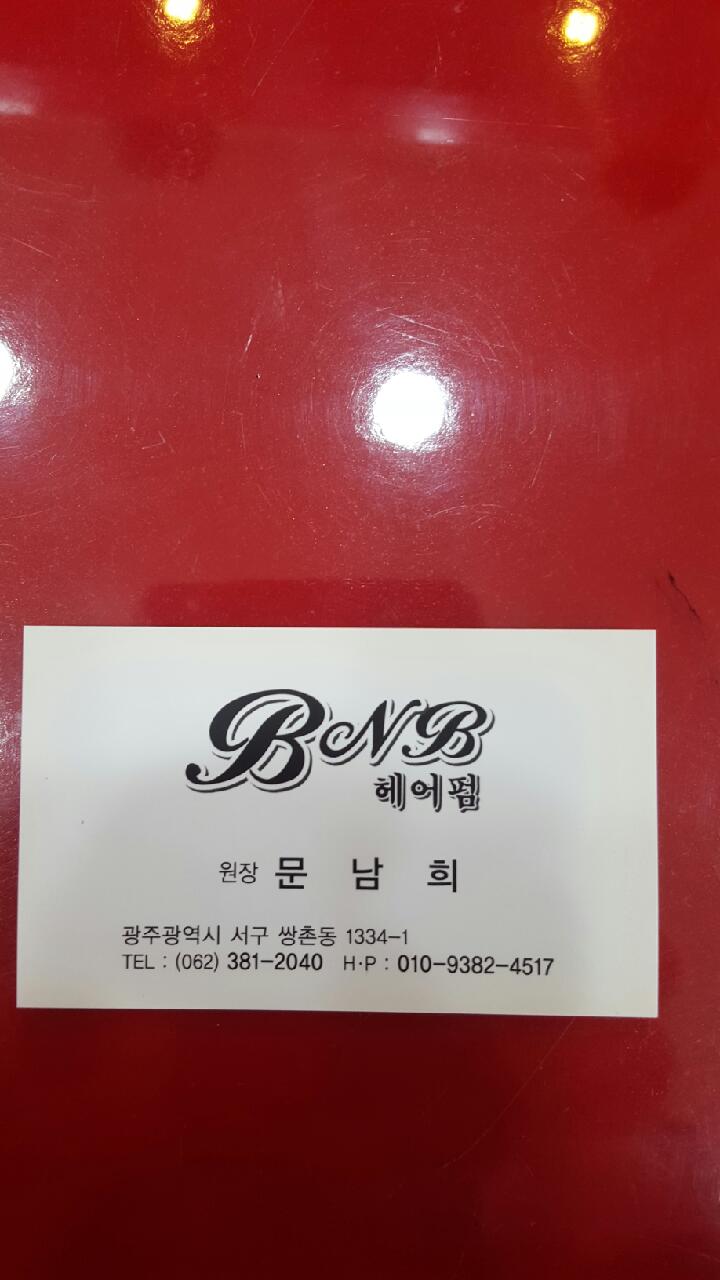 BNB
헤어펌
원장 문 남 희
광주광역시 서구 쌍촌동 1334-1
TEL : (062) 381-2040 H·P : 010-9382-4517